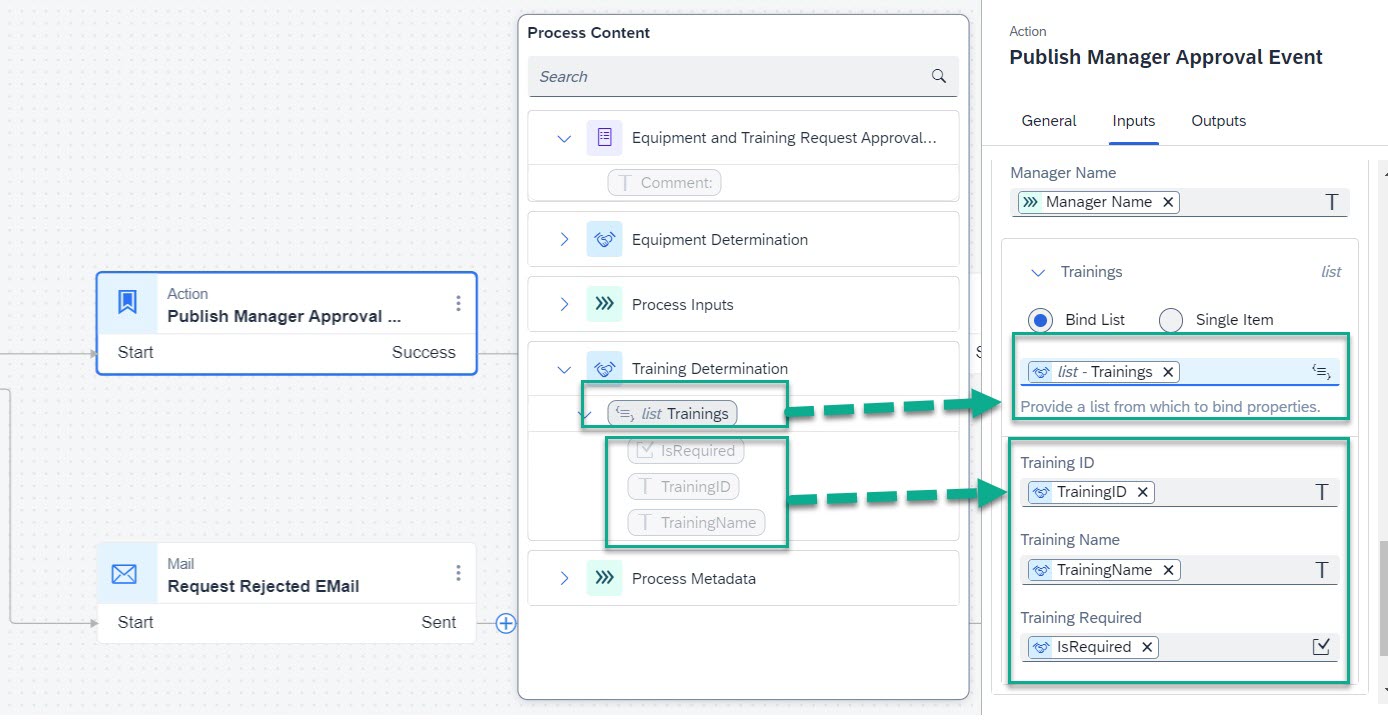 Action
Publish Manager Approval ...
Start Success
Mail
Request Rejected EMail
Start Sent
Process Content
Search
Equipment and Training Request Approval...
Comment:
Equipment Determination
Process Inputs
Training Determination
list Trainings
IsRequired
TrainingID
TrainingName
Process Metadata
S
Action
Publish Manager Approval Event
General Inputs Outputs
Manager Name
Manager Name
Trainings list
Bind List Single Item
list - Trainings
Provide a list from which to bind properties.
Training ID
TrainingID
Training Name
TrainingName
Training Required
IsRequired